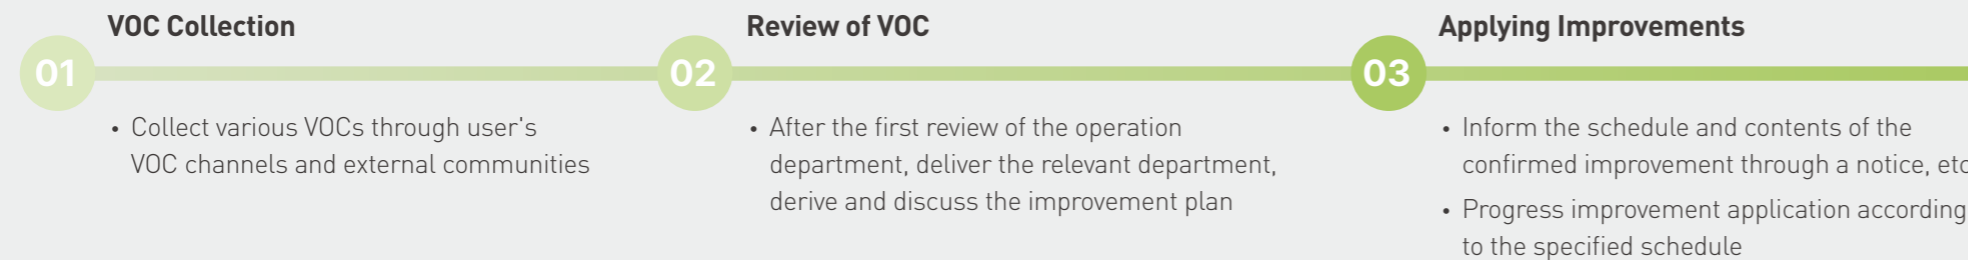 VOC Collection
01
• Collect various VOCs through user's
VOC channels and external communities
Review of VOC
02
• After the first review of the operation
department, deliver the relevant department,
derive and discuss the improvement plan
Applying Improvements
03
• Inform the schedule and contents of the
confirmed improvement through a notice, etc
• Progress improvement application according
to the specified schedule